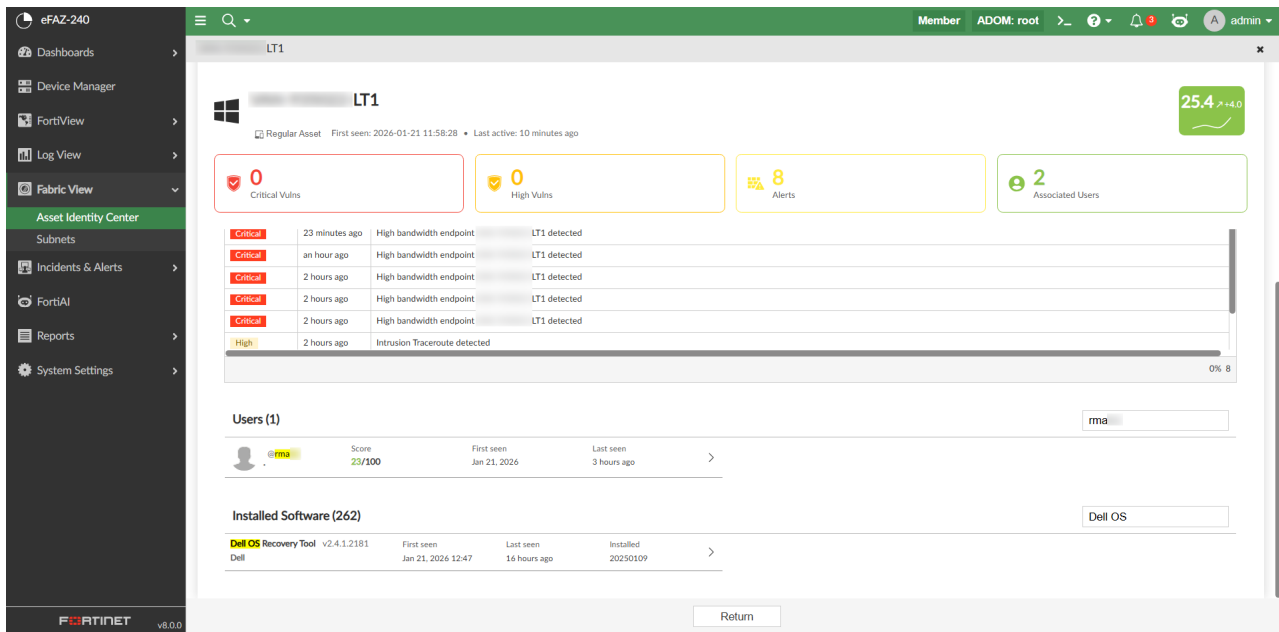 eFAZ-240
Member ADOM: root >_ 3 A admin
Dashboards
Device Manager
FortiView
Log View
Fabric View
Asset Identity Center
Subnets
Incidents & Alerts
FortiAI
Reports
System Settings
FORTINET v8.0.0
LT1
LT1
25.4 +4.0
Regular Asset First seen: 2026-01-21 11:58:28 • Last active: 10 minutes ago
0
Critical Vulns
0
High Vulns
8
Alerts
2
Associated Users
Critical 23 minutes ago High bandwidth endpoint LT1 detected
Critical an hour ago High bandwidth endpoint LT1 detected
Critical 2 hours ago High bandwidth endpoint LT1 detected
Critical 2 hours ago High bandwidth endpoint LT1 detected
Critical 2 hours ago High bandwidth endpoint LT1 detected
High 2 hours ago Intrusion Traceroute detected
0% 8
Users (1) rma
@rma Score First seen Last seen
23/100 Jan 21, 2026 3 hours ago
Installed Software (262) Dell OS
Dell OS Recovery Tool v2.4.1.2181 First seen Last seen Installed
Dell Jan 21, 2026 12:47 16 hours ago 20250109
Return